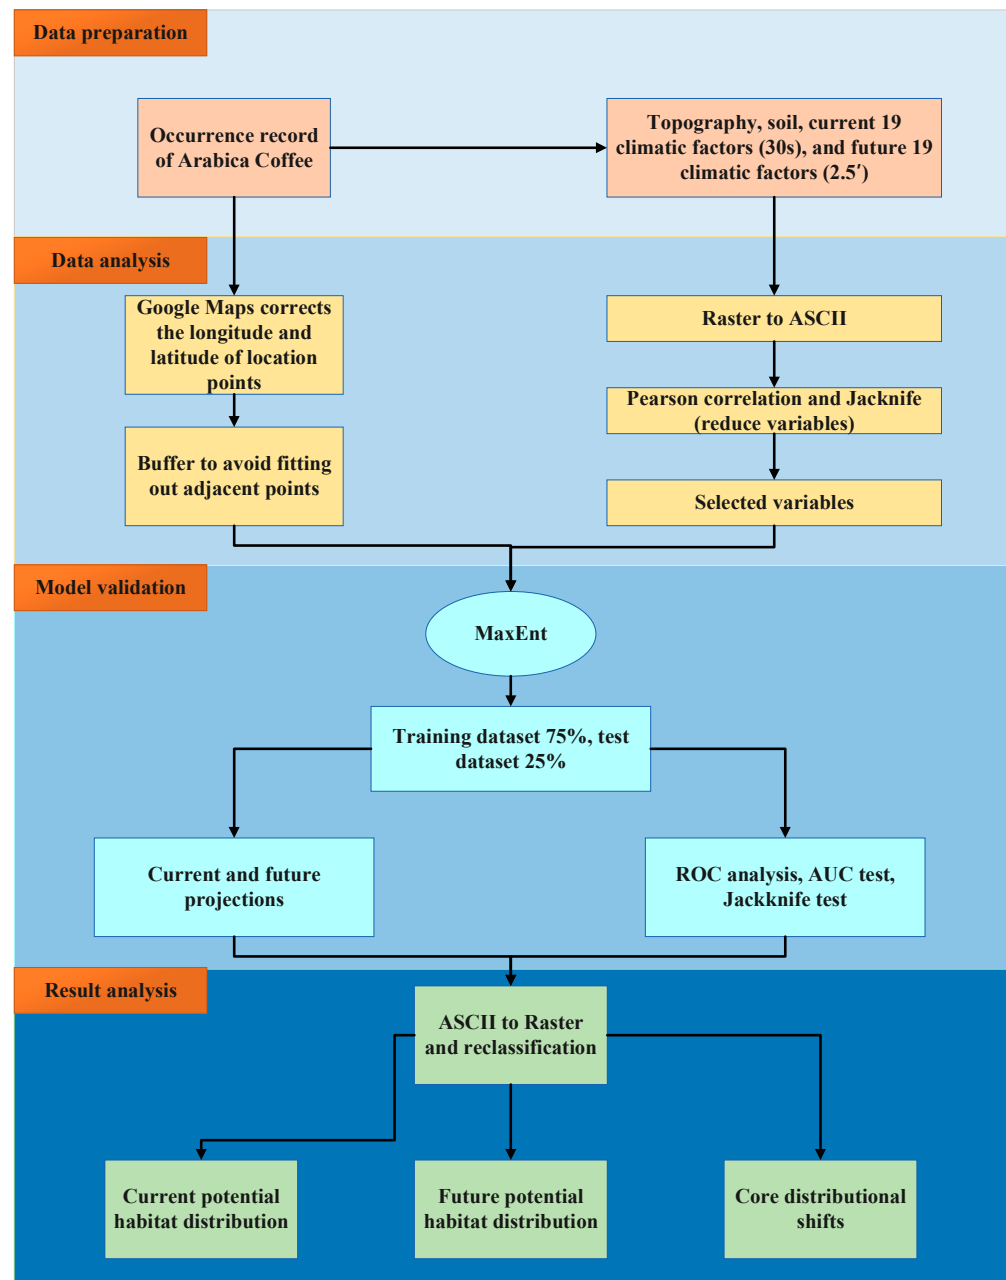 Data preparation
Occurrence record
of Arabica Coffee
Topography, soil, current 19
climatic factors (30s), and future 19
climatic factors (2.5′)
Data analysis
Google Maps corrects
the longitude and
latitude of location
points
Raster to ASCII
Pearson correlation and Jacknife
(reduce variables)
Buffer to avoid fitting
out adjacent points
Selected variables
Model validation
MaxEnt
Training dataset 75%, test
dataset 25%
Current and future
projections
ROC analysis, AUC test,
Jackknife test
Result analysis
ASCII to Raster
and reclassification
Current potential
habitat distribution
Future potential
habitat distribution
Core distributional
shifts